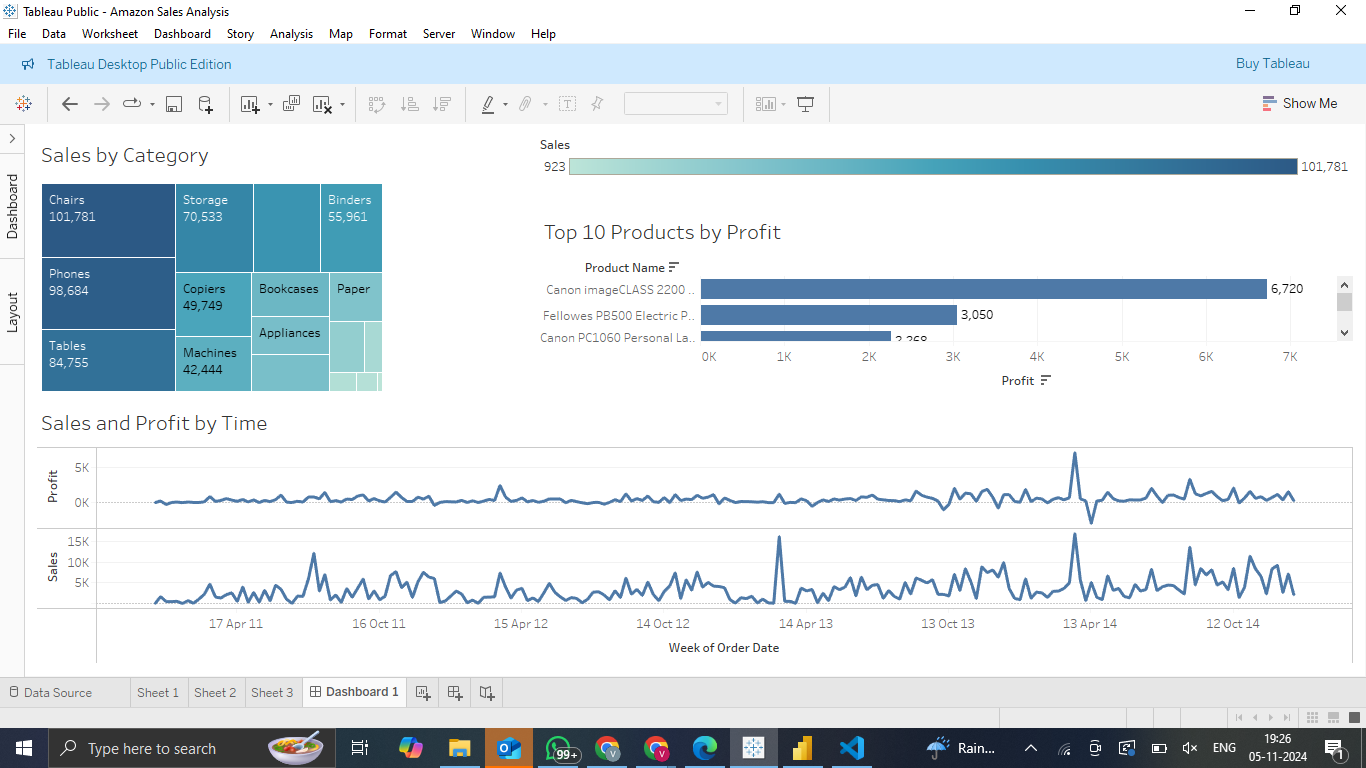 Tableau Public - Amazon Sales Analysis
File Data Worksheet Dashboard Story Analysis Map Format Server Window Help
Tableau Desktop Public Edition
Buy Tableau
Show Me
Dashboard
Layout
Sales by Category
Chairs
101,781
Phones
98,684
Tables
84,755
Storage
70,533
Binders
55,961
Copiers
49,749
Machines
42,444
Bookcases
Appliances
Paper
Sales
923 101,781
Top 10 Products by Profit
Product Name
Canon imageCLASS 2200 .. 6,720
Fellowes PB500 Electric P.. 3,050
Canon PC1060 Personal La.. 2,268
0K 1K 2K 3K 4K 5K 6K 7K
Profit
Sales and Profit by Time
Profit
5K
0K
Sales
15K
10K
5K
17 Apr 11 16 Oct 11 15 Apr 12 14 Oct 12 14 Apr 13 13 Oct 13 13 Apr 14 12 Oct 14
Week of Order Date
Data Source Sheet 1 Sheet 2 Sheet 3 Dashboard 1
Type here to search
99+
Rain...
ENG
19:26
05-11-2024
1